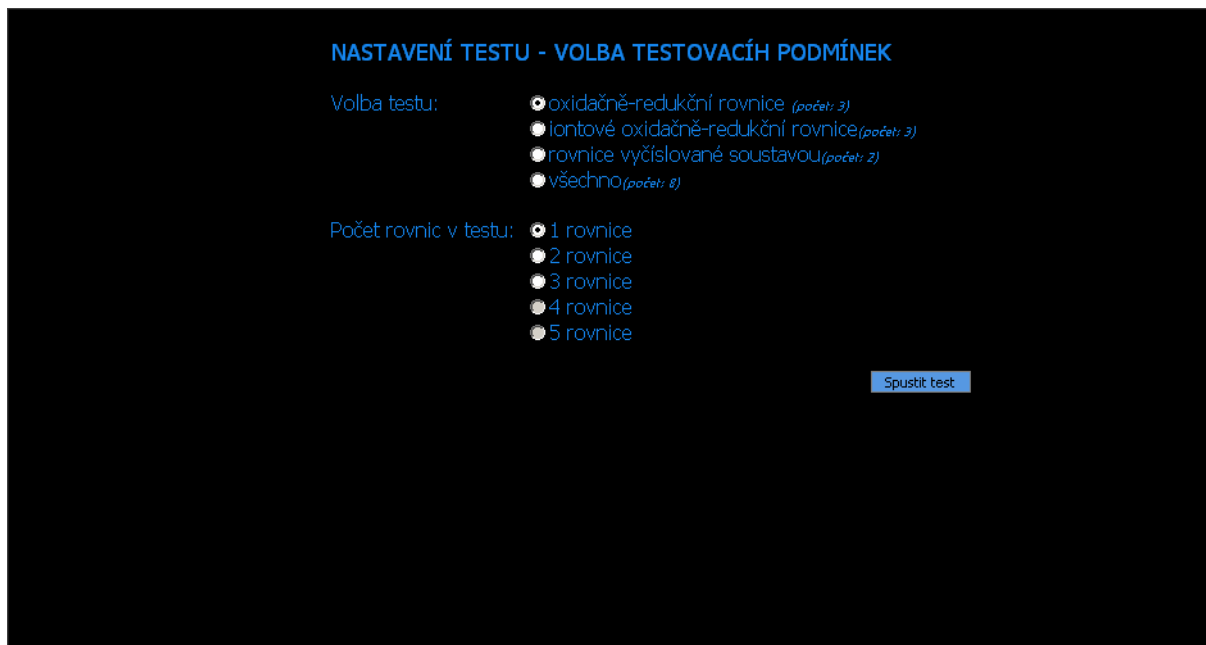 NASTAVENÍ TESTU - VOLBA TESTOVACÍH PODMÍNEK
Volba testu: oxidačně-redukční rovnice (počet: 3)
iontové oxidačně-redukční rovnice(počet: 3)
rovnice vyčíslované soustavou(počet: 2)
všechno(počet: 8)
Počet rovnic v testu: 1 rovnice
2 rovnice
3 rovnice
4 rovnice
5 rovnice
Spustit test